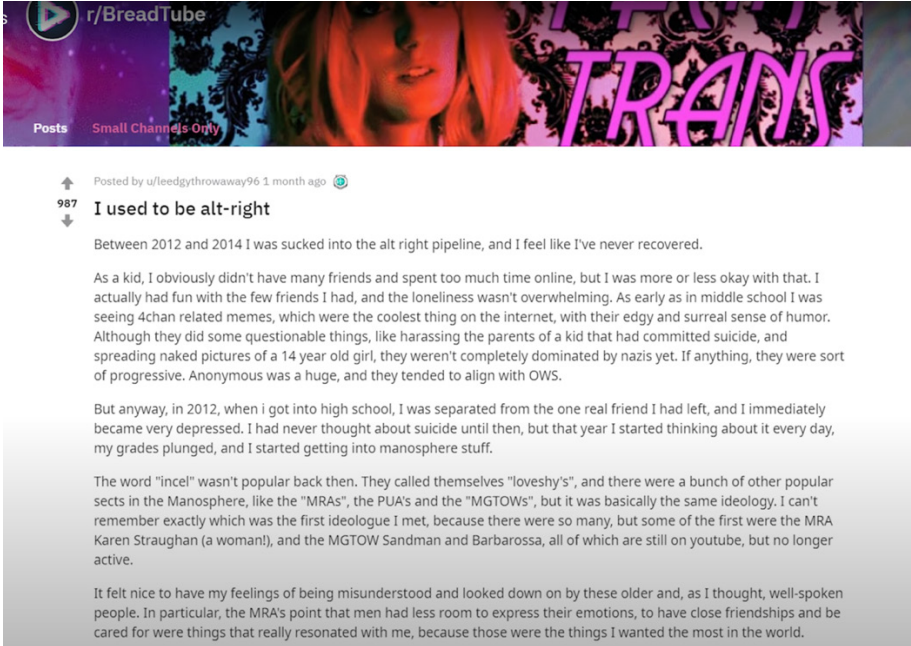 r/BreadTube
TRANS
Posts Small Channels Only
Posted by u/leedgythrowaway96 1 month ago
987
I used to be alt-right
Between 2012 and 2014 I was sucked into the alt right pipeline, and I feel like I've never recovered.
As a kid, I obviously didn't have many friends and spent too much time online, but I was more or less okay with that. I
actually had fun with the few friends I had, and the loneliness wasn't overwhelming. As early as in middle school I was
seeing 4chan related memes, which were the coolest thing on the internet, with their edgy and surreal sense of humor.
Although they did some questionable things, like harassing the parents of a kid that had committed suicide, and
spreading naked pictures of a 14 year old girl, they weren't completely dominated by nazis yet. If anything, they were sort
of progressive. Anonymous was a huge, and they tended to align with OWS.
But anyway, in 2012, when i got into high school, I was separated from the one real friend I had left, and I immediately
became very depressed. I had never thought about suicide until then, but that year I started thinking about it every day,
my grades plunged, and I started getting into manosphere stuff.
The word "incel" wasn't popular back then. They called themselves "loveshy's", and there were a bunch of other popular
sects in the Manosphere, like the "MRAs", the PUA's and the "MGTOWs", but it was basically the same ideology. I can't
remember exactly which was the first ideologue I met, because there were so many, but some of the first were the MRA
Karen Straughan (a woman!), and the MGTOW Sandman and Barbarossa, all of which are still on youtube, but no longer
active.
It felt nice to have my feelings of being misunderstood and looked down on by these older and, as I thought, well-spoken
people. In particular, the MRA's point that men had less room to express their emotions, to have close friendships and be
cared for were things that really resonated with me, because those were the things I wanted the most in the world.